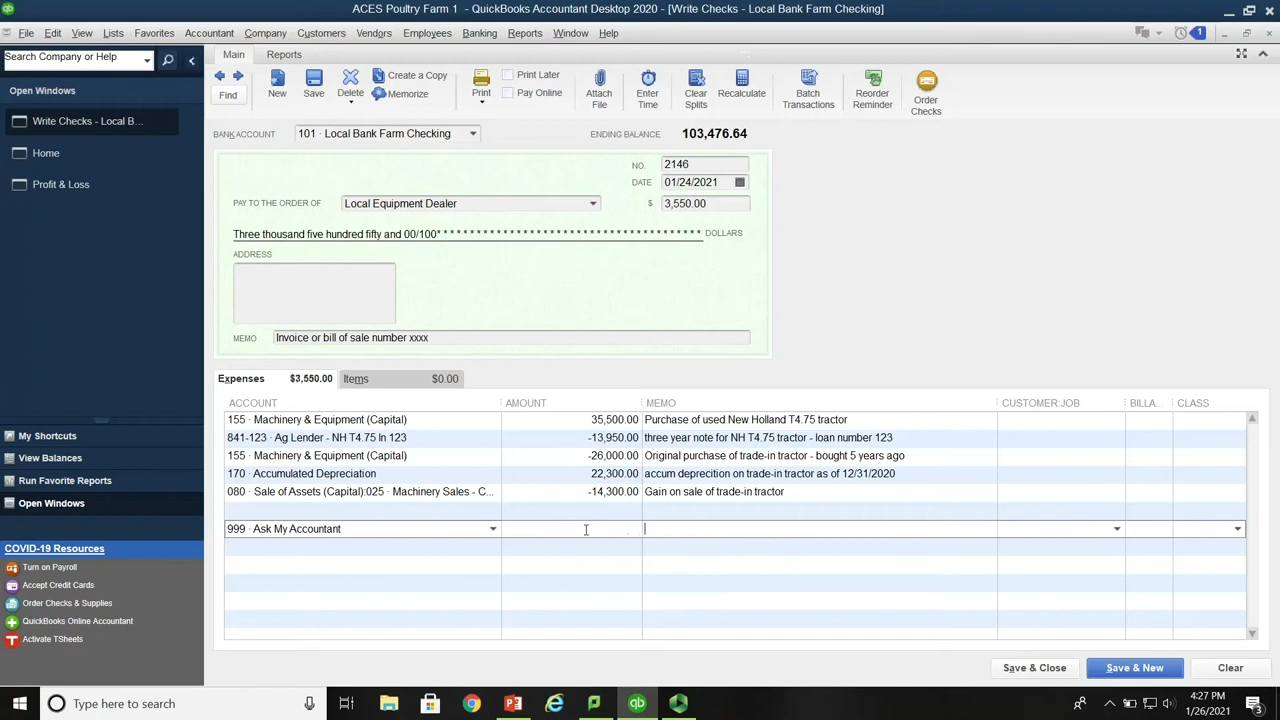 ACES Poultry Farm 1 - QuickBooks Accountant Desktop 2020 - [Write Checks - Local Bank Farm Checking]
File Edit View Lists Favorites Accountant Company Customers Vendors Employees Banking Reports Window Help
1
Search Company or Help
Main Reports
Find
New
Save
Delete
Create a Copy
Memorize
Print
Print Later
Pay Online
Attach File
Enter Time
Clear Splits
Recalculate
Batch Transactions
Reorder Reminder
Order Checks
Open Windows
Write Checks - Local B...
Home
Profit & Loss
BANK ACCOUNT 101 · Local Bank Farm Checking ENDING BALANCE 103,476.64
NO. 2146
DATE 01/24/2021
PAY TO THE ORDER OF Local Equipment Dealer $ 3,550.00
Three thousand five hundred fifty and 00/100* * * * * * * * * * * * * * * * * * * * * * * * * * * * * * * * * * * * * * * DOLLARS
ADDRESS
MEMO Invoice or bill of sale number xxxx
Expenses $3,550.00 Items $0.00
ACCOUNT AMOUNT MEMO CUSTOMER:JOB BILLA... CLASS
155 · Machinery & Equipment (Capital) 35,500.00 Purchase of used New Holland T4.75 tractor
841-123 · Ag Lender - NH T4.75 ln 123 -13,950.00 three year note for NH T4.75 tractor - loan number 123
155 · Machinery & Equipment (Capital) -26,000.00 Original purchase of trade-in tractor - bought 5 years ago
170 · Accumulated Depreciation 22,300.00 accum deprecition on trade-in tractor as of 12/31/2020
080 · Sale of Assets (Capital):025 · Machinery Sales - C... -14,300.00 Gain on sale of trade-in tractor
999 · Ask My Accountant
My Shortcuts
View Balances
Run Favorite Reports
Open Windows
COVID-19 Resources
Turn on Payroll
Accept Credit Cards
Order Checks & Supplies
QuickBooks Online Accountant
Activate TSheets
Save & Close Save & New Clear
Type here to search
4:27 PM
1/26/2021
3